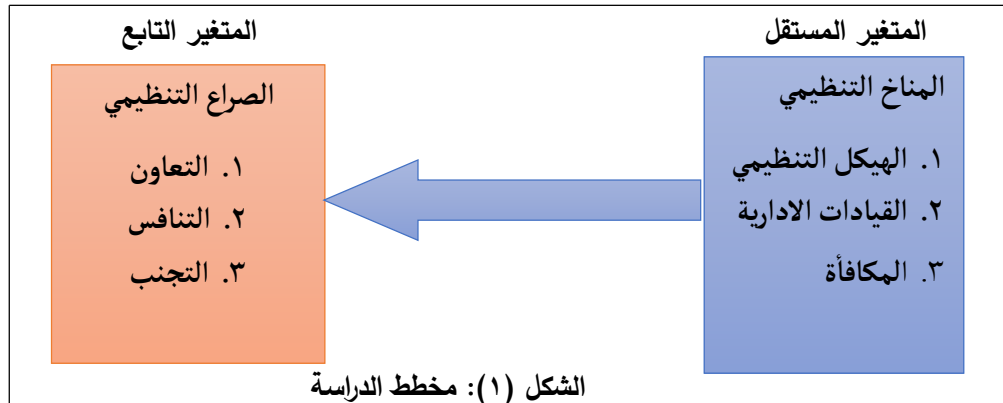 المتغير المستقل
المناخ التنظيمي
١. الهيكل التنظيمي
٢. القيادات الادارية
٣. المكافأة
المتغير التابع
الصراع التنظيمي
١. التعاون
٢. التنافس
٣. التجنب
الشكل (١): مخطط الدراسة